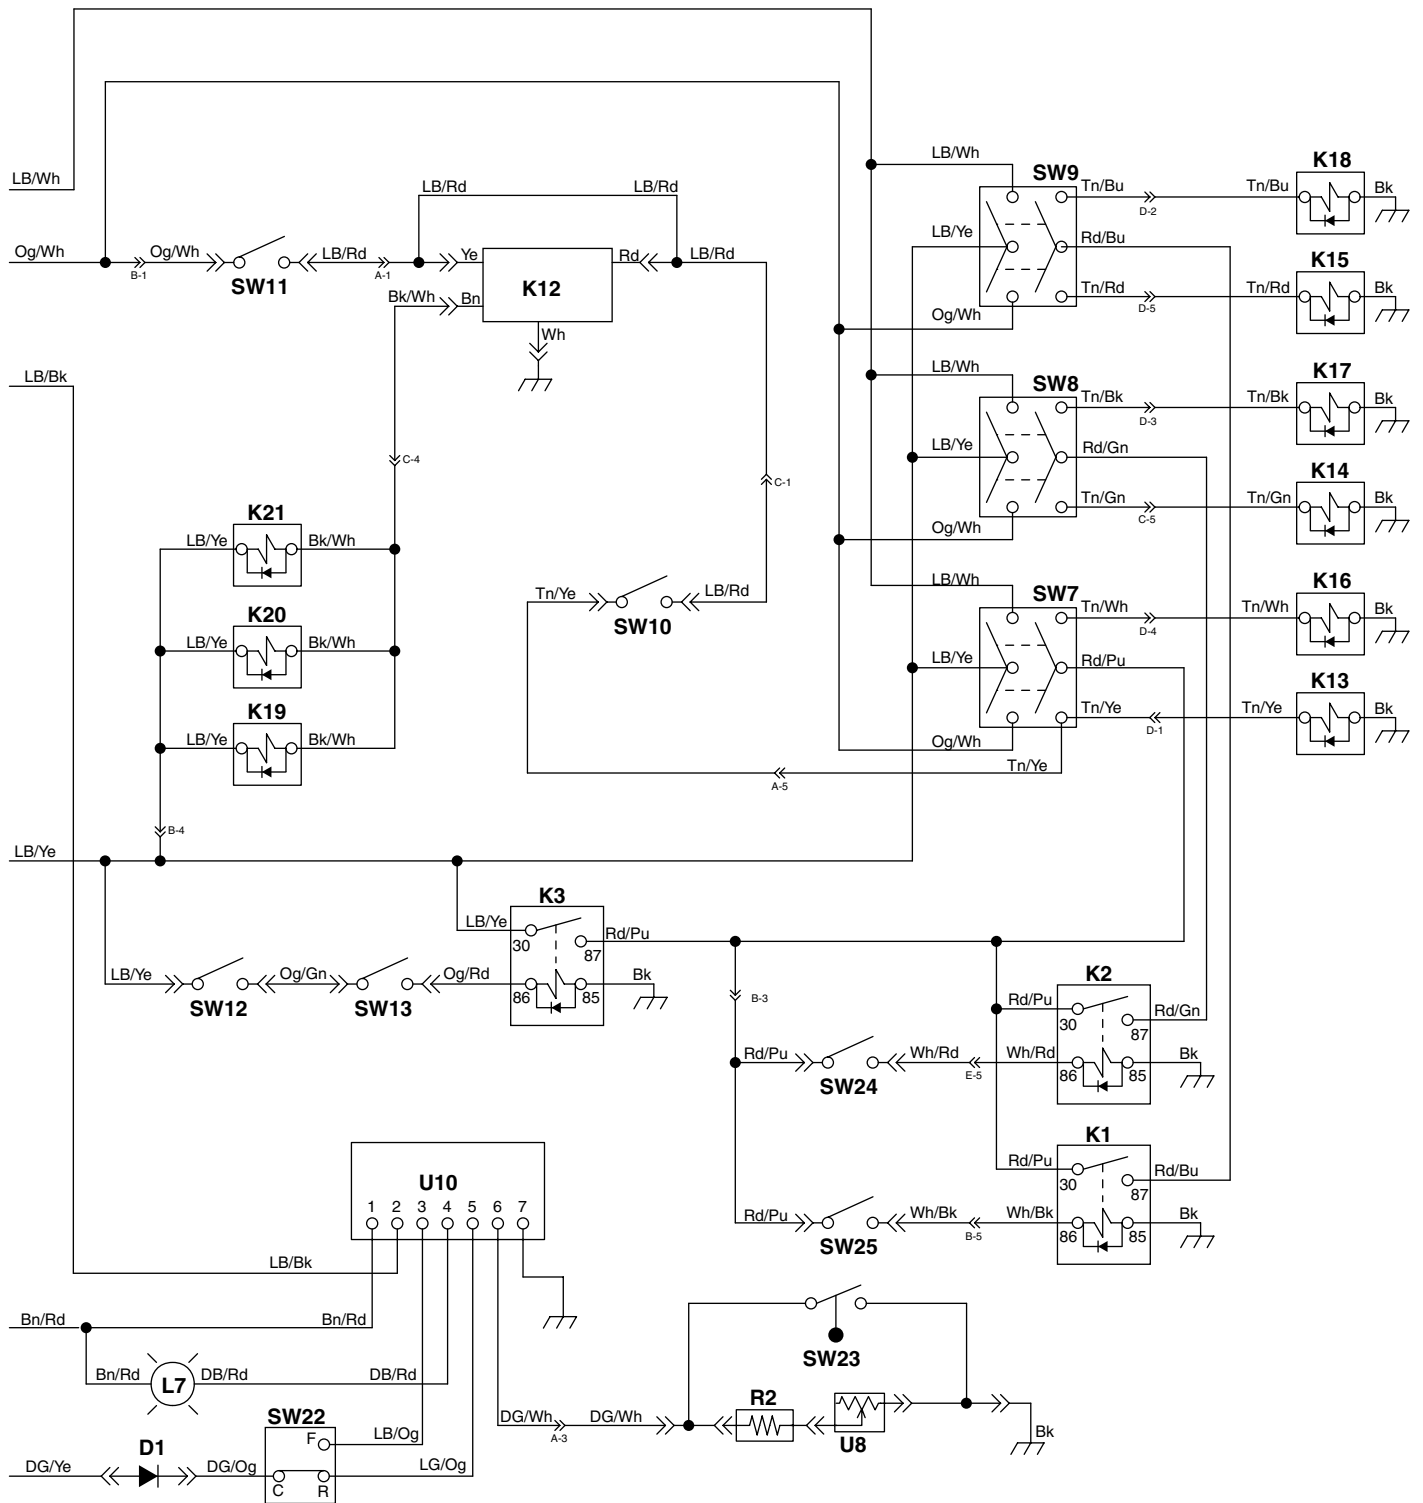 LB/Wh
K18
SW9
Tn/Bu
Tn/Bu
Bk
D-2
LB/Wh
LB/Rd
LB/Rd
LB/Ye
Rd/Bu
Og/Wh
Og/Wh
LB/Rd
Ye
Rd
LB/Rd
K15
B-1
SW11
A-1
K12
Tn/Rd
Tn/Rd
Bk
D-5
Bk/Wh
Bn
Og/Wh
Wh
LB/Bk
LB/Wh
SW8
K17
Tn/Bk
Tn/Bk
Bk
D-3
LB/Ye
Rd/Gn
C-4
K14
C-1
Tn/Gn
Tn/Gn
Bk
C-5
K21
Og/Wh
LB/Ye
Bk/Wh
LB/Wh
SW7
K16
Tn/Ye
LB/Rd
Tn/Wh
Tn/Wh
Bk
K20
SW10
D-4
LB/Ye
Bk/Wh
LB/Ye
Rd/Pu
K13
K19
Tn/Ye
Tn/Ye
Bk
D-1
LB/Ye
Bk/Wh
Og/Wh
Tn/Ye
A-5
B-4
LB/Ye
K3
LB/Ye
30
87
Rd/Pu
LB/Ye
Og/Gn
Og/Rd
86
85
Bk
SW12
SW13
K2
B-3
Rd/Pu
30
87
Rd/Gn
Rd/Pu
Wh/Rd
Wh/Rd
86
85
Bk
SW24
E-5
K1
Rd/Pu
30
87
Rd/Bu
U10
1 2 3 4 5 6 7
Rd/Pu
Wh/Bk
Wh/Bk
86
85
Bk
SW25
B-5
LB/Bk
Bn/Rd
Bn/Rd
SW23
Bn/Rd
L7
DB/Rd
DB/Rd
R2
SW22
DG/Wh
DG/Wh
A-3
U8
Bk
F
LB/Og
D1
DG/Ye
DG/Og
C
R
LG/Og